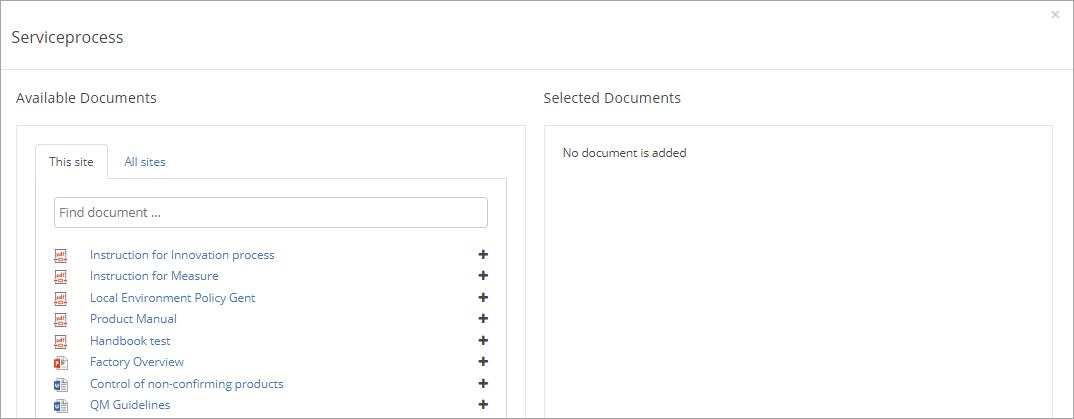 ×
Serviceprocess
Available Documents
Selected Documents
This site
All sites
No document is added
Find document ...
Instruction for Innovation process
Instruction for Measure
Local Environment Policy Gent
Product Manual
Handbook test
Factory Overview
Control of non-confirming products
QM Guidelines